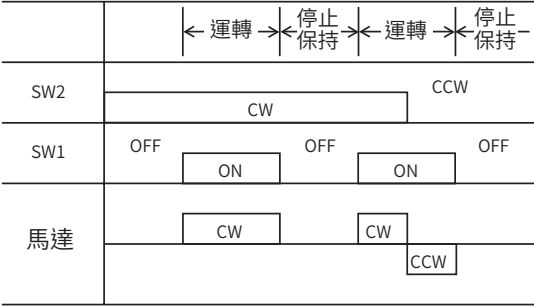 運轉 停止 運轉 停止
保持 保持
SW2 CCW
CW
SW1 OFF OFF OFF
ON ON
馬達 CW CW
CCW